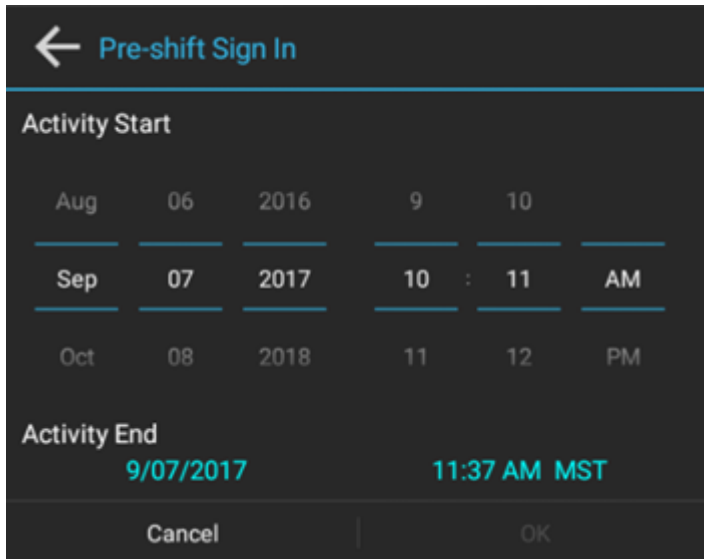 Pre-shift Sign In
Activity Start
Aug 06 2016 9 10
Sep 07 2017 10 : 11 AM
Oct 08 2018 11 12 PM
Activity End
9/07/2017 11:37 AM MST
Cancel OK